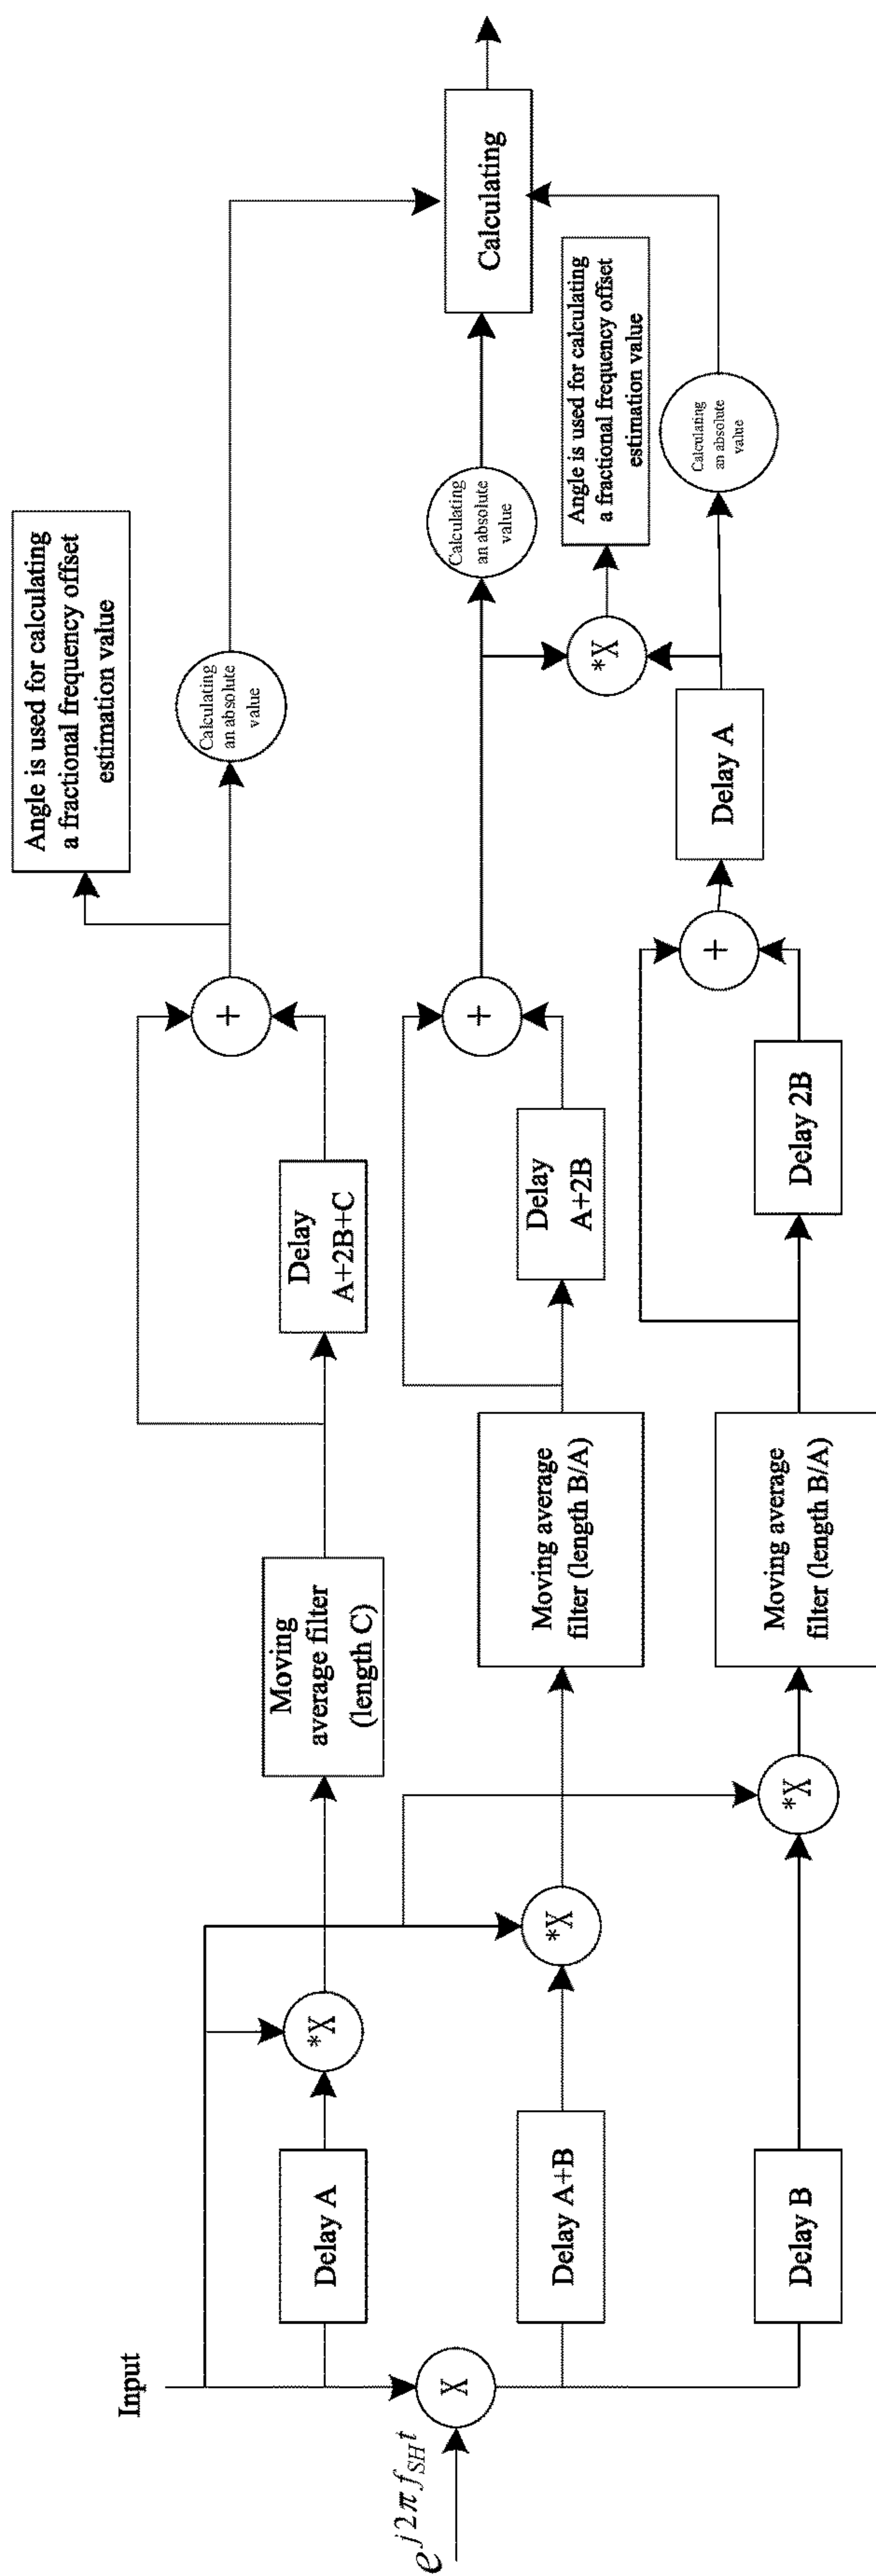 Input
e^{j2πf_{SH}t}
X
Delay A
Delay A+B
Delay B
*X
*X
*X
Moving
average filter
(length C)
Moving average
filter (length B/A)
Moving average
filter (length B/A)
Delay
A+2B+C
Delay
A+2B
Delay 2B
+
+
+
Delay A
Angle is used for calculating
a fractional frequency offset
estimation value
Calculating
an absolute
value
Calculating
an absolute
value
*X
Angle is used for calculating
a fractional frequency offset
estimation value
Calculating
an absolute
value
Calculating